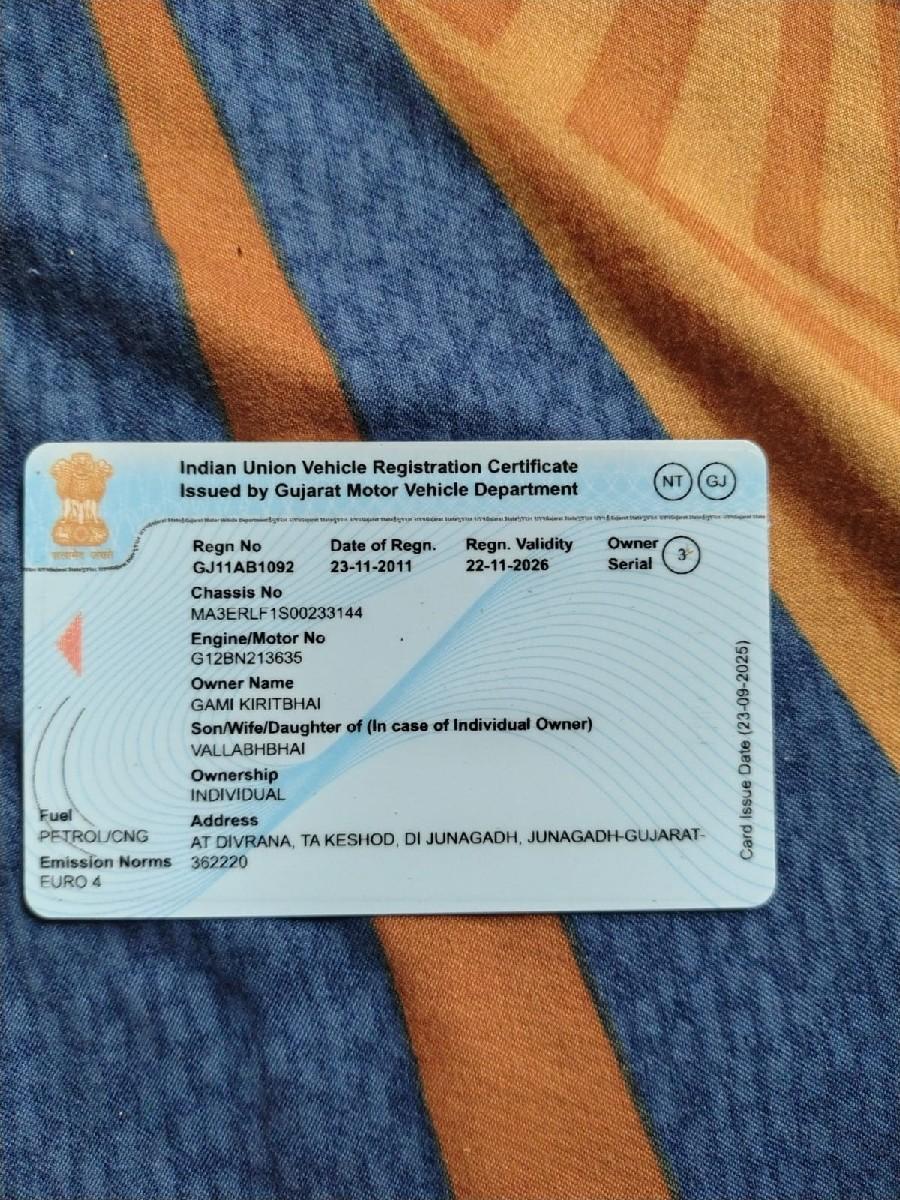 Indian Union Vehicle Registration Certificate
Issued by Gujarat Motor Vehicle Department
NT GJ
सत्यमेव जयते
Regn No Date of Regn. Regn. Validity Owner Serial 3
GJ11AB1092 23-11-2011 22-11-2026
Chassis No
MA3ERLF1S00233144
Engine/Motor No
G12BN213635
Owner Name
GAMI KIRITBHAI
Son/Wife/Daughter of (In case of Individual Owner)
VALLABHBHAI
Ownership
INDIVIDUAL
Fuel
PETROL/CNG
Emission Norms
EURO 4
Address
AT DIVRANA, TA KESHOD, DI JUNAGADH, JUNAGADH-GUJARAT-
362220
Card Issue Date (23-09-2025)